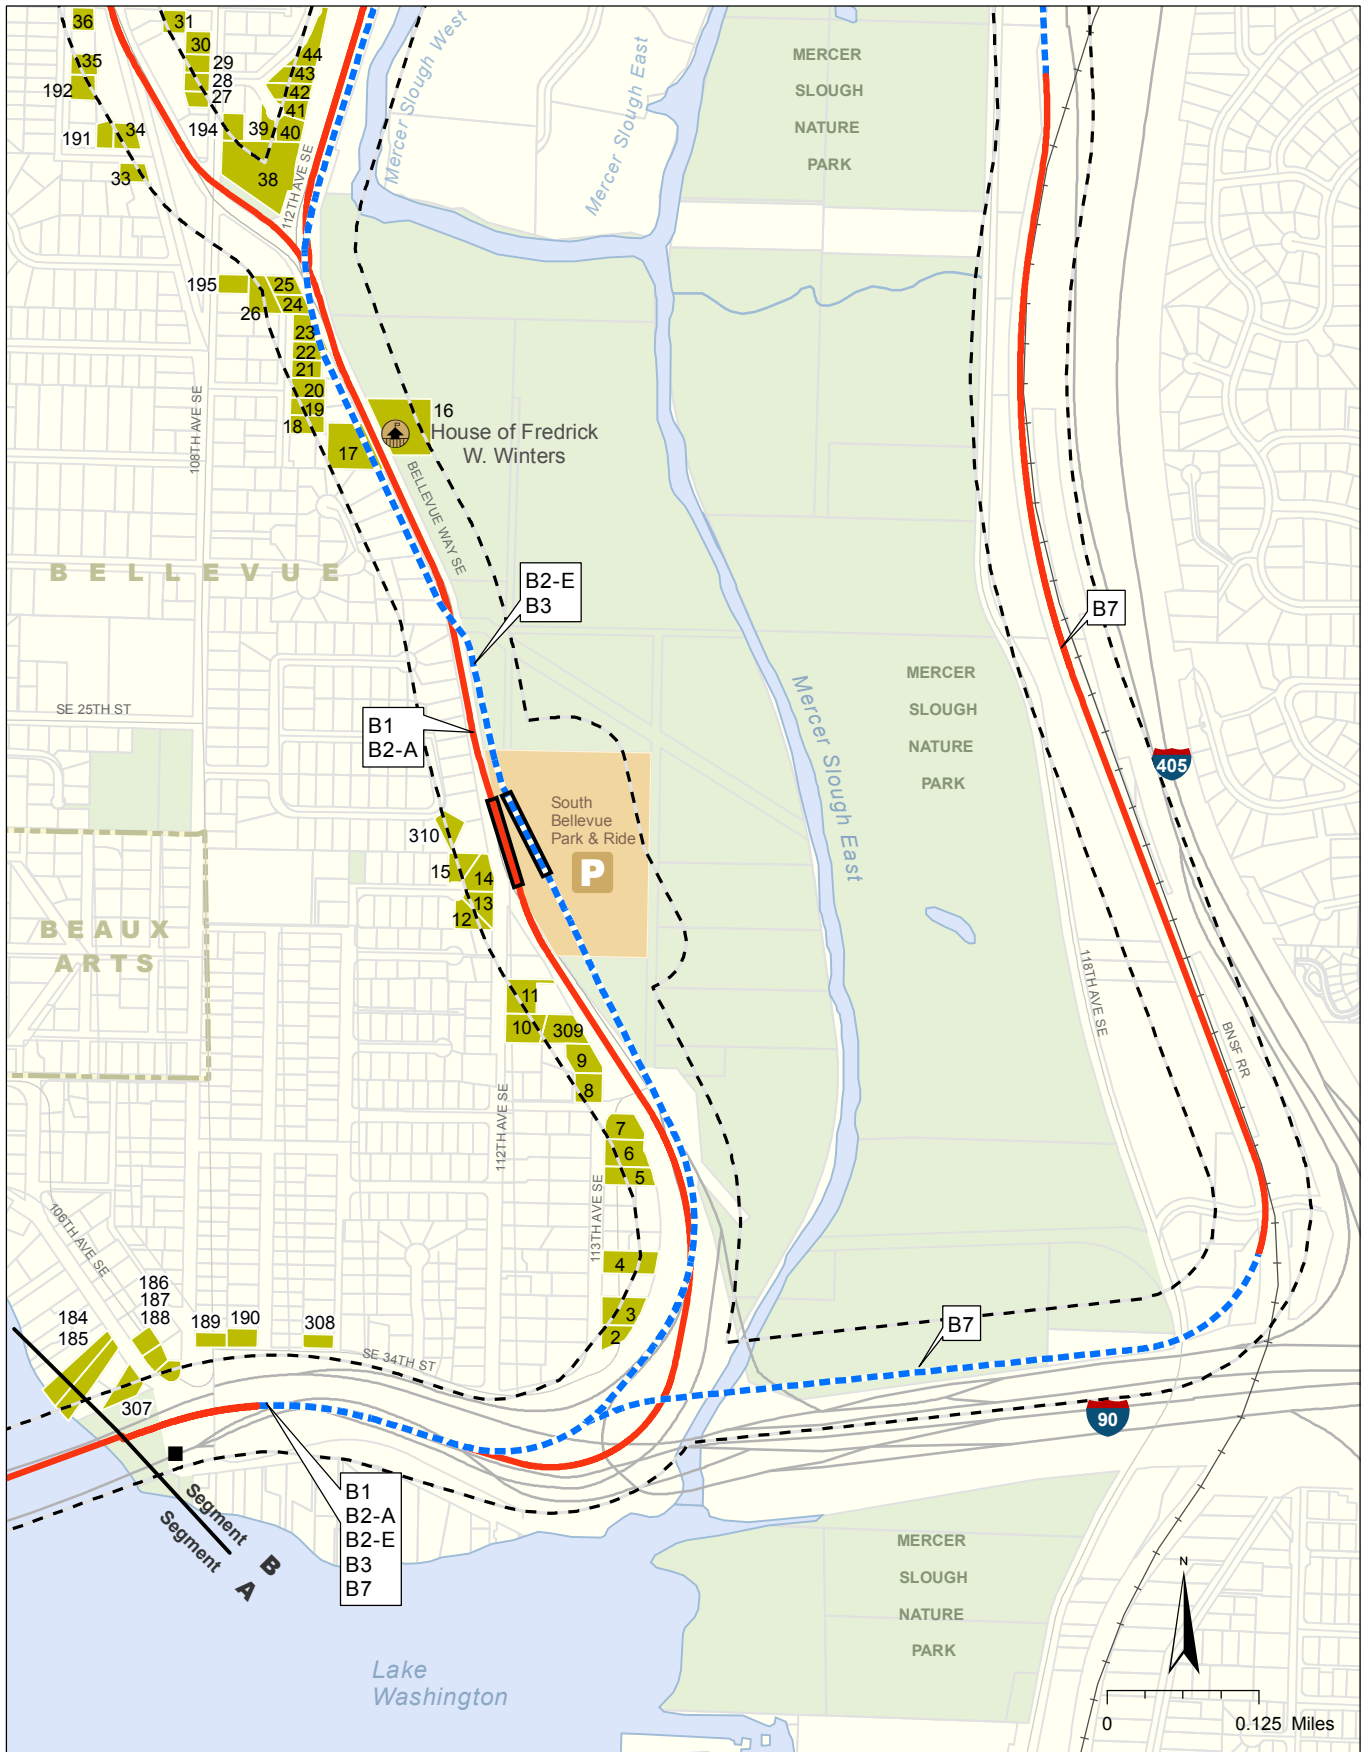 36
31
30
35
29
28
192
27
44
43
42
41
194
39
40
191
34
33
38
112TH AVE SE
Mercer Slough West
Mercer Slough East
MERCER
SLOUGH
NATURE
PARK
195
25
26
24
23
22
21
20
19
18
17
108TH AVE SE
16
House of Fredrick
W. Winters
BELLEVUE WAY SE
BELLEVUE
B2-E
B3
B7
SE 25TH ST
B1
B2-A
MERCER
SLOUGH
NATURE
PARK
Mercer Slough East
405
South
Bellevue
Park & Ride
P
310
15
14
13
12
BEAUX
ARTS
11
10
309
9
8
118TH AVE SE
BNSF RR
112TH AVE SE
7
6
5
113TH AVE SE
4
3
2
106TH AVE SE
186
187
188
184
185
189
190
308
307
SE 34TH ST
B7
90
B1
B2-A
B2-E
B3
B7
Segment B
Segment A
Lake
Washington
MERCER
SLOUGH
NATURE
PARK
N
0
0.125 Miles